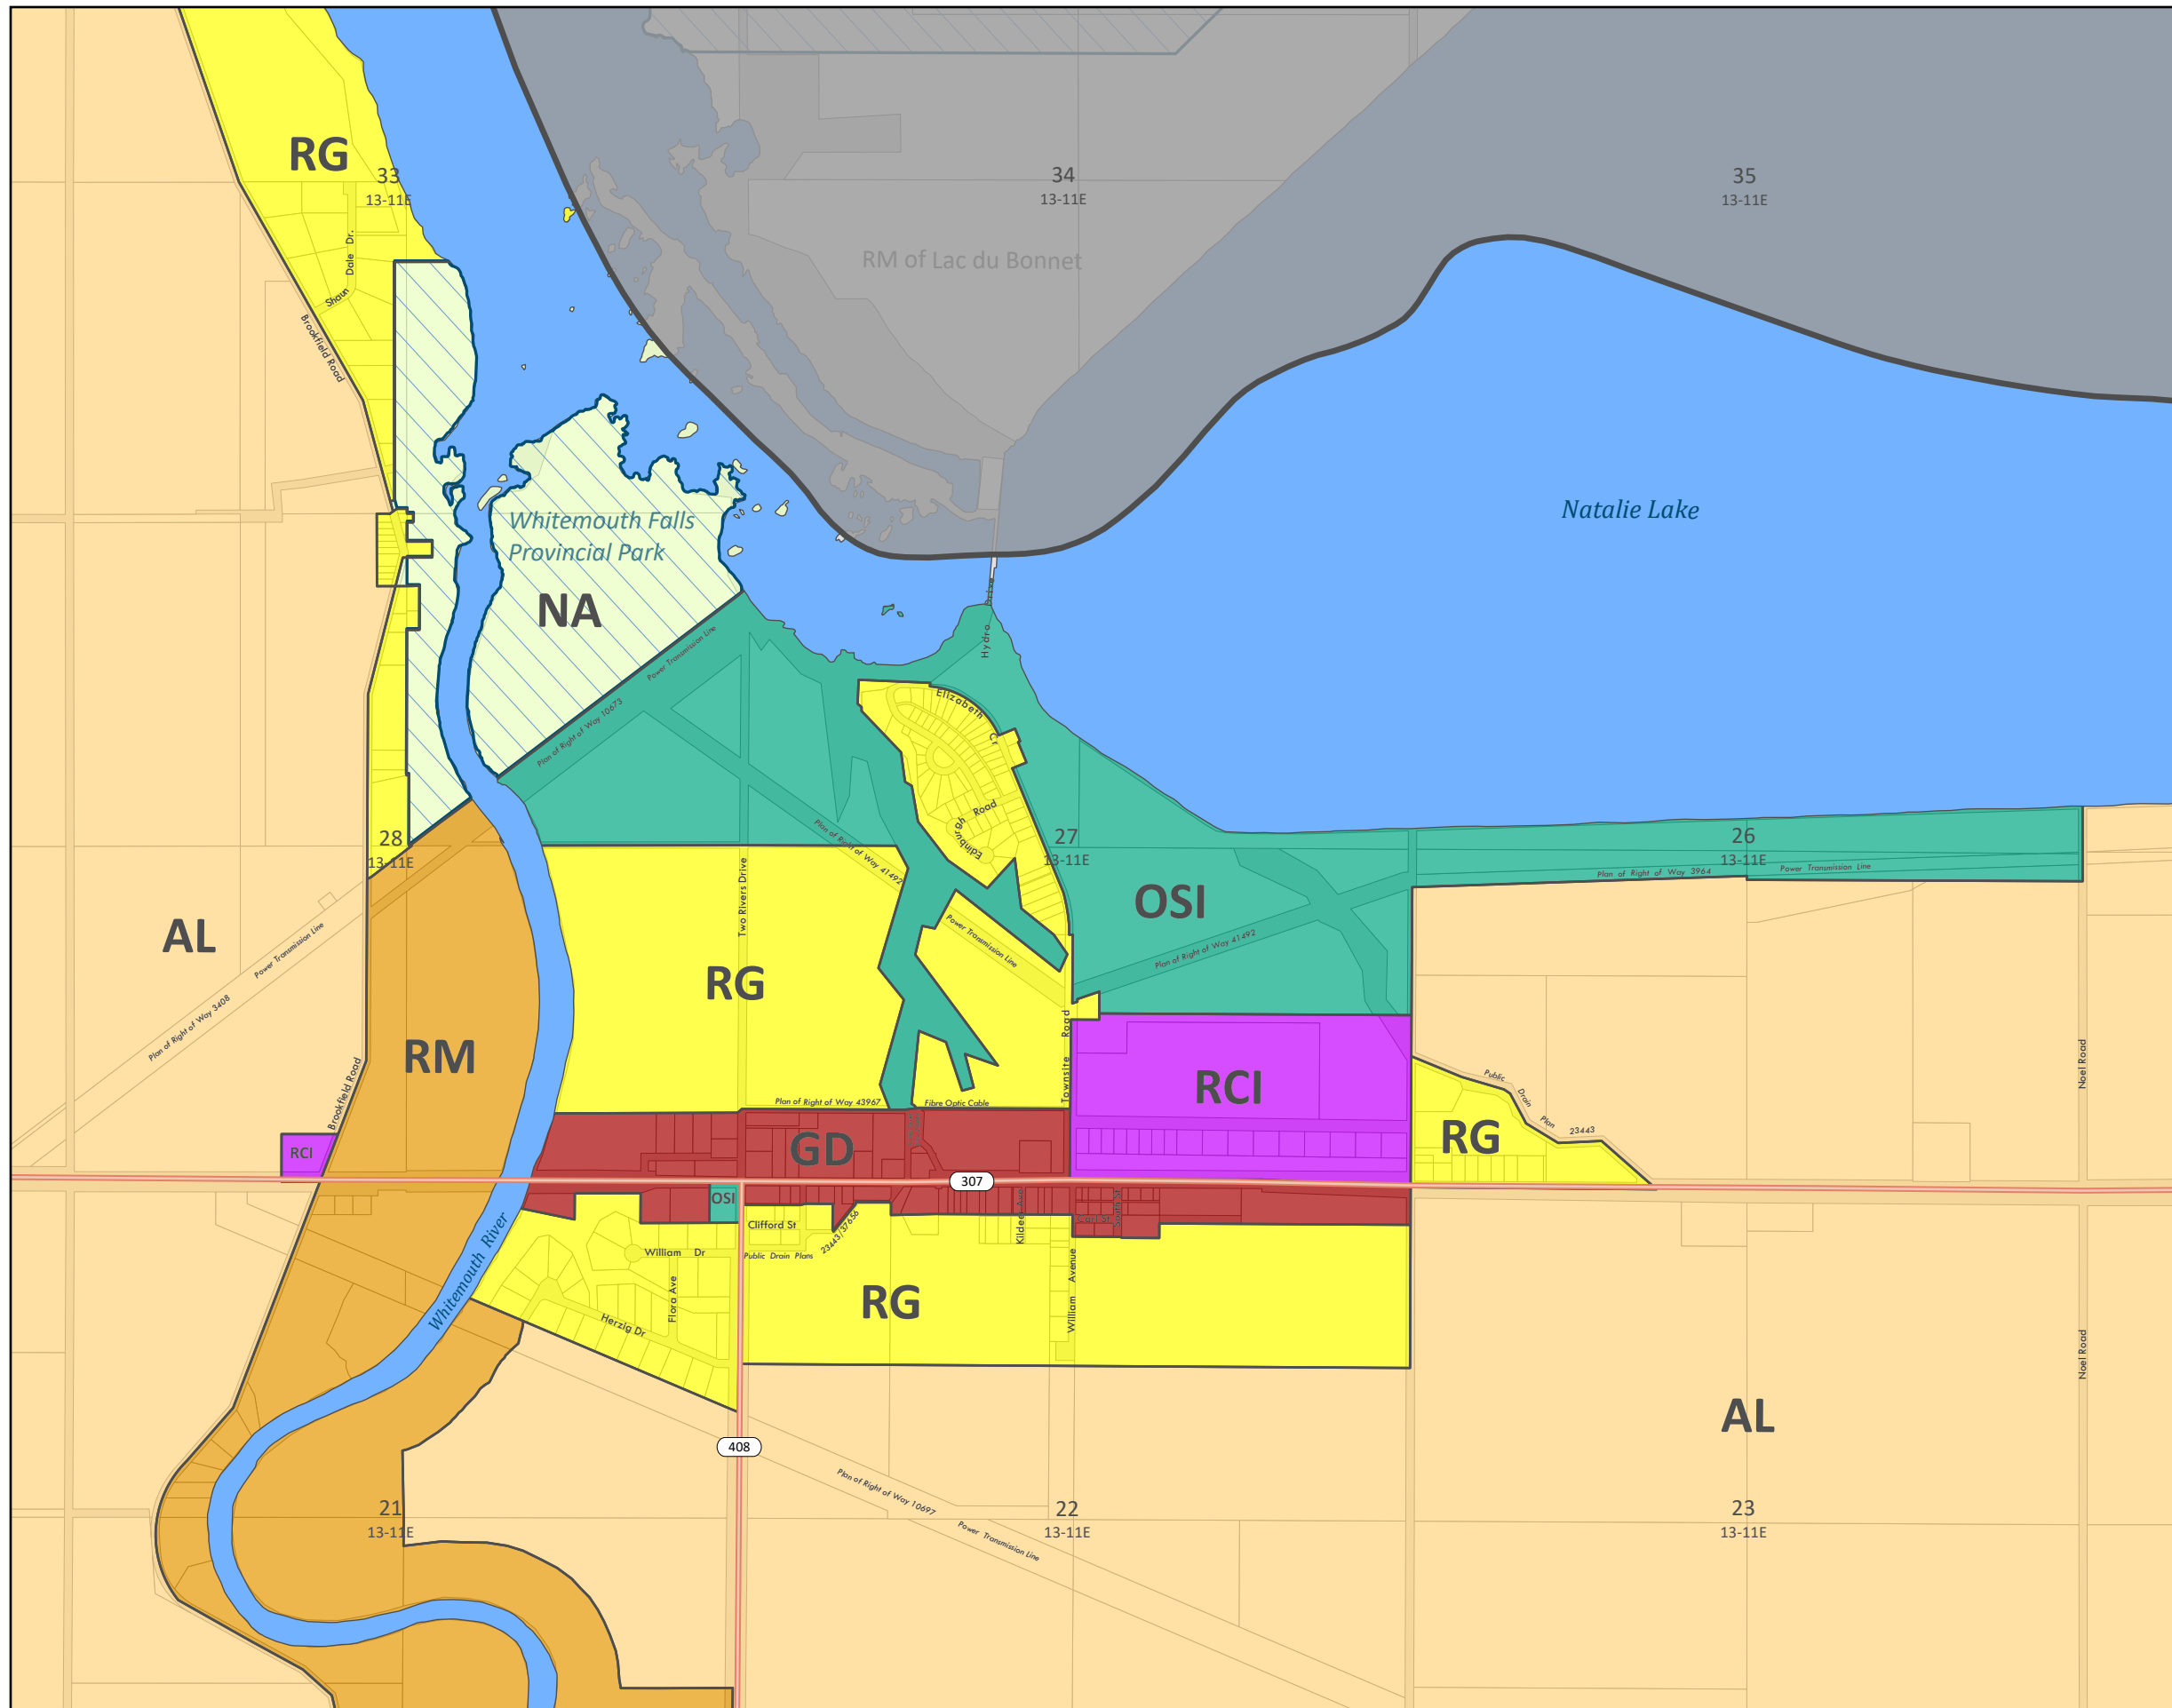 RG
33
13-11E
34
13-11E
35
13-11E
RM of Lac du Bonnet
Dale Dr.
Shaun
Brookfield Road
Natalie Lake
Whitemouth Falls
Provincial Park
NA
Hydro Drive
Power Transmission Line
Plan of Right of Way 10673
Elizabeth Cr
Edinburgh Road
Plan of Right of Way 41492
28
13-11E
27
13-11E
26
13-11E
Plan of Right of Way 3964
Power Transmission Line
Two Rivers Drive
OSI
AL
Power Transmission Line
Plan of Right of Way 3408
Power Transmission Line
Plan of Right of Way 41492
RG
RM
Townsite Road
RCI
Noel Road
Brookfield Road
Public Drain Plan 23443
Plan of Right of Way 43967
Fibre Optic Cable
RCI
GD
RG
307
OSI
Clifford St
23443/37656
Kildeer Ave
Earl St
South St
William Dr
Public Drain Plans
Whitemouth River
Flora Ave
Herzig Dr
William Avenue
RG
Noel Road
AL
408
Plan of Right of Way 10697
Power Transmission Line
21
13-11E
22
13-11E
23
13-11E